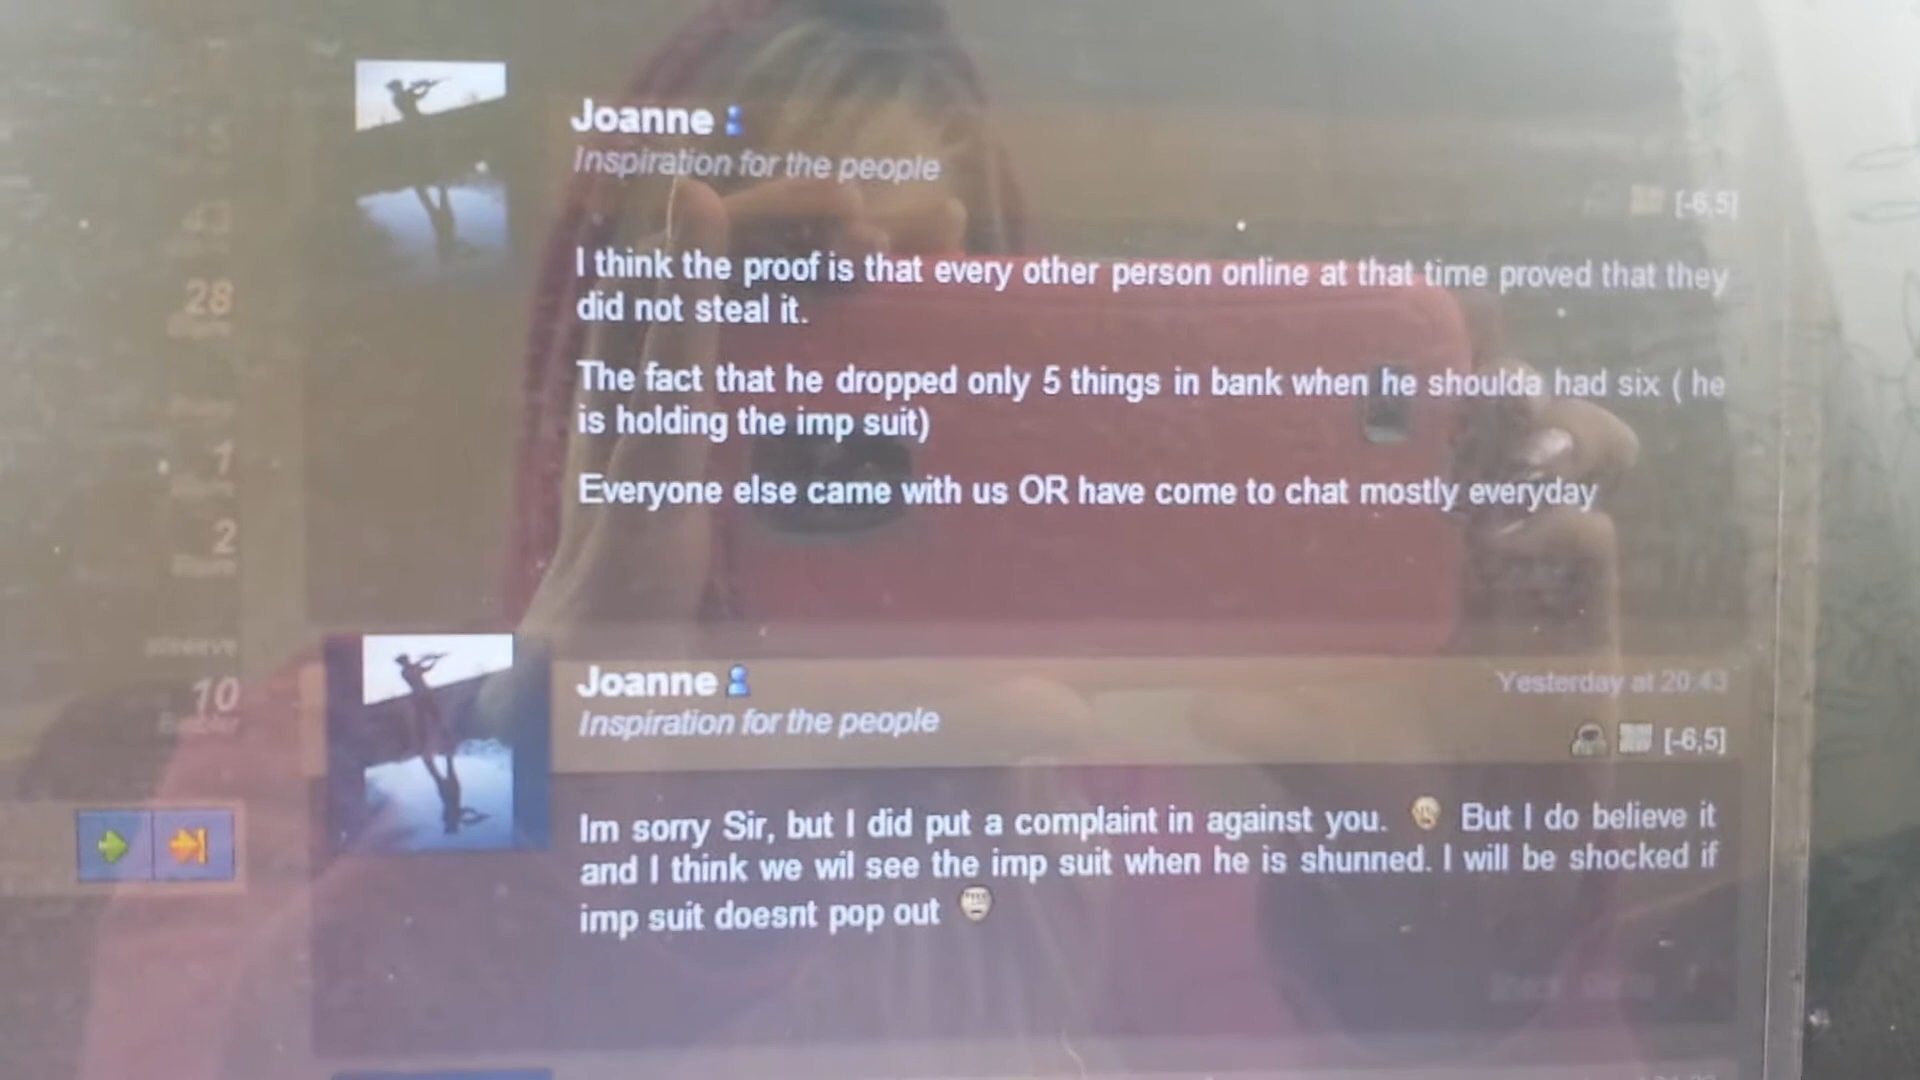 Joanne
Inspiration for the people
[-6,5]
I think the proof is that every other person online at that time proved that they
did not steal it.
The fact that he dropped only 5 things in bank when he shoulda had six ( he
is holding the imp suit)
Everyone else came with us OR have come to chat mostly everyday
28
1
2
10
Joanne
Yesterday at 20:43
Inspiration for the people
[-6,5]
Im sorry Sir, but I did put a complaint in against you. But I do believe it
and I think we wil see the imp suit when he is shunned. I will be shocked if
imp suit doesnt pop out